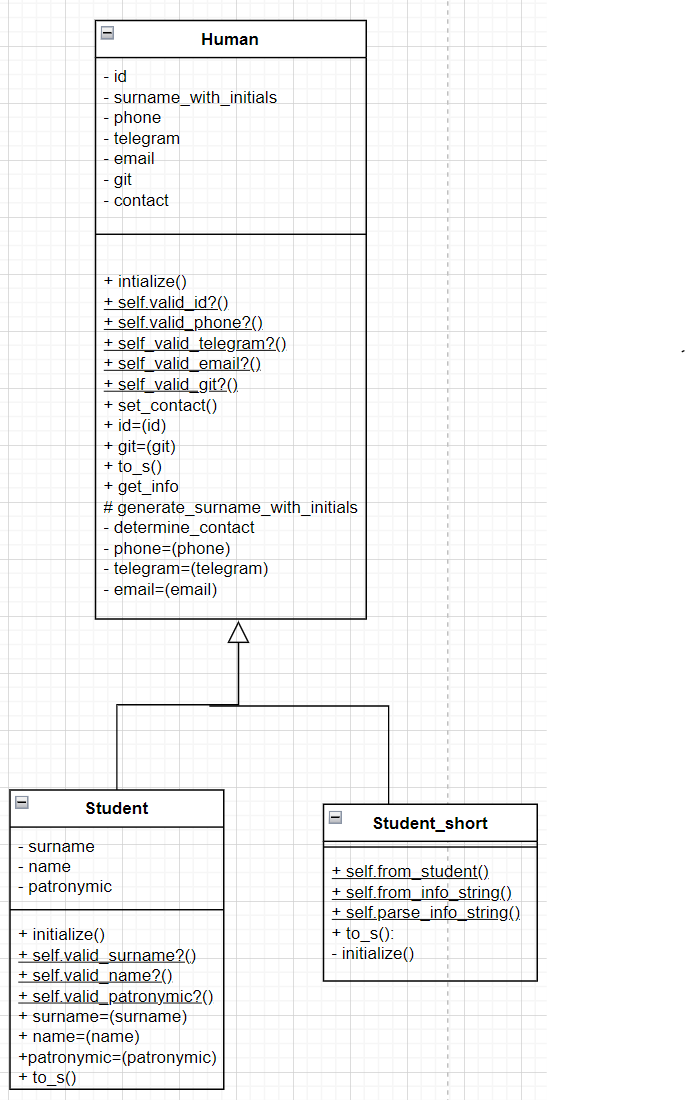 Human
- id
- surname_with_initials
- phone
- telegram
- email
- git
- contact
+ intialize()
+ self.valid_id?()
+ self.valid_phone?()
+ self_valid_telegram?()
+ self_valid_email?()
+ self_valid_git?()
+ set_contact()
+ id=(id)
+ git=(git)
+ to_s()
+ get_info
# generate_surname_with_initials
- determine_contact
- phone=(phone)
- telegram=(telegram)
- email=(email)
Student
- surname
- name
- patronymic
+ initialize()
+ self.valid_surname?()
+ self.valid_name?()
+ self.valid_patronymic?()
+ surname=(surname)
+ name=(name)
+patronymic=(patronymic)
+ to_s()
Student_short
+ self.from_student()
+ self.from_info_string()
+ self.parse_info_string()
+ to_s():
- initialize()